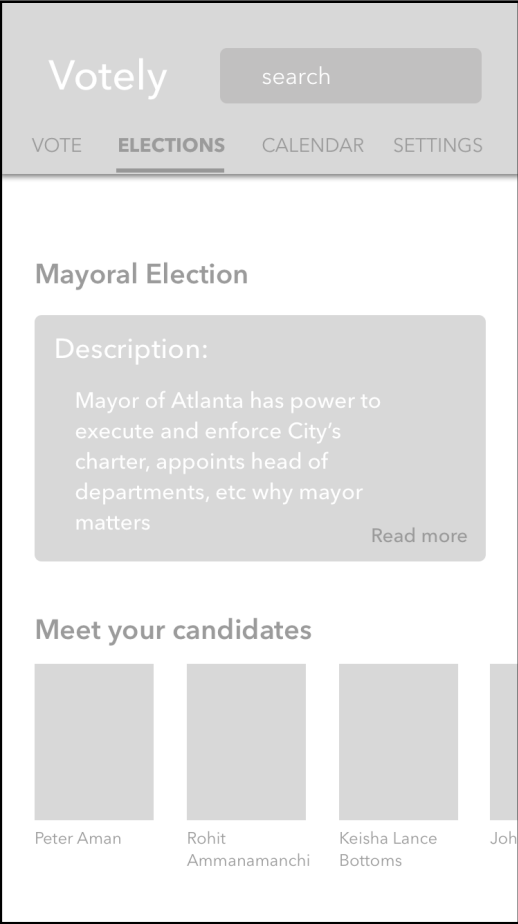 Votely
search
VOTE ELECTIONS CALENDAR SETTINGS
Mayoral Election
Description:
Mayor of Atlanta has power to
execute and enforce City's
charter, appoints head of
departments, etc why mayor
matters
Read more
Meet your candidates
Peter Aman
Rohit
Ammanamanchi
Keisha Lance
Bottoms
Joh